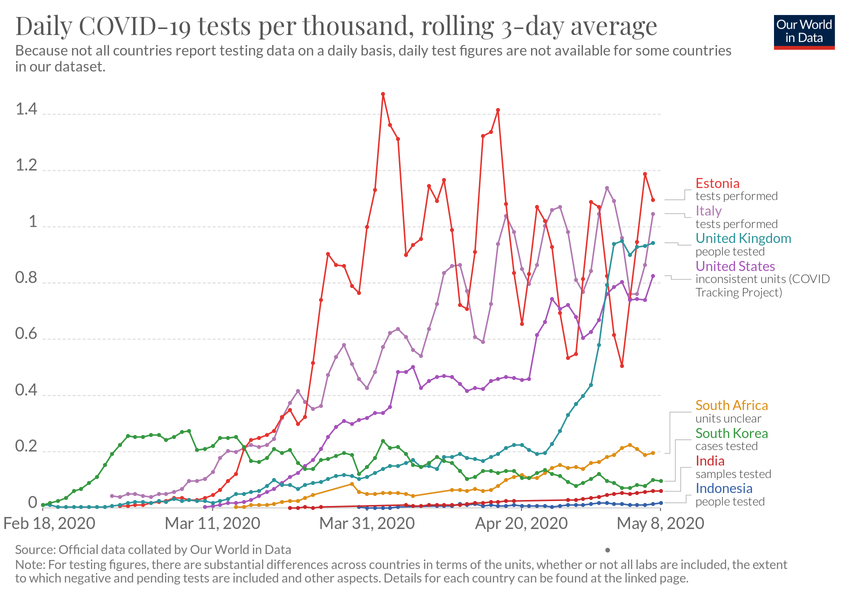 Daily COVID-19 tests per thousand, rolling 3-day average
Our World
in Data
Because not all countries report testing data on a daily basis, daily test figures are not available for some countries
in our dataset.
1.4
1.2
1
0.8
0.6
0.4
0.2
0
Feb 18, 2020
Mar 11, 2020
Mar 31, 2020
Apr 20, 2020
May 8, 2020
Estonia
tests performed
Italy
tests performed
United Kingdom
people tested
United States
inconsistent units (COVID
Tracking Project)
South Africa
units unclear
South Korea
cases tested
India
samples tested
Indonesia
people tested
Source: Official data collated by Our World in Data
Note: For testing figures, there are substantial differences across countries in terms of the units, whether or not all labs are included, the extent
to which negative and pending tests are included and other aspects. Details for each country can be found at the linked page.